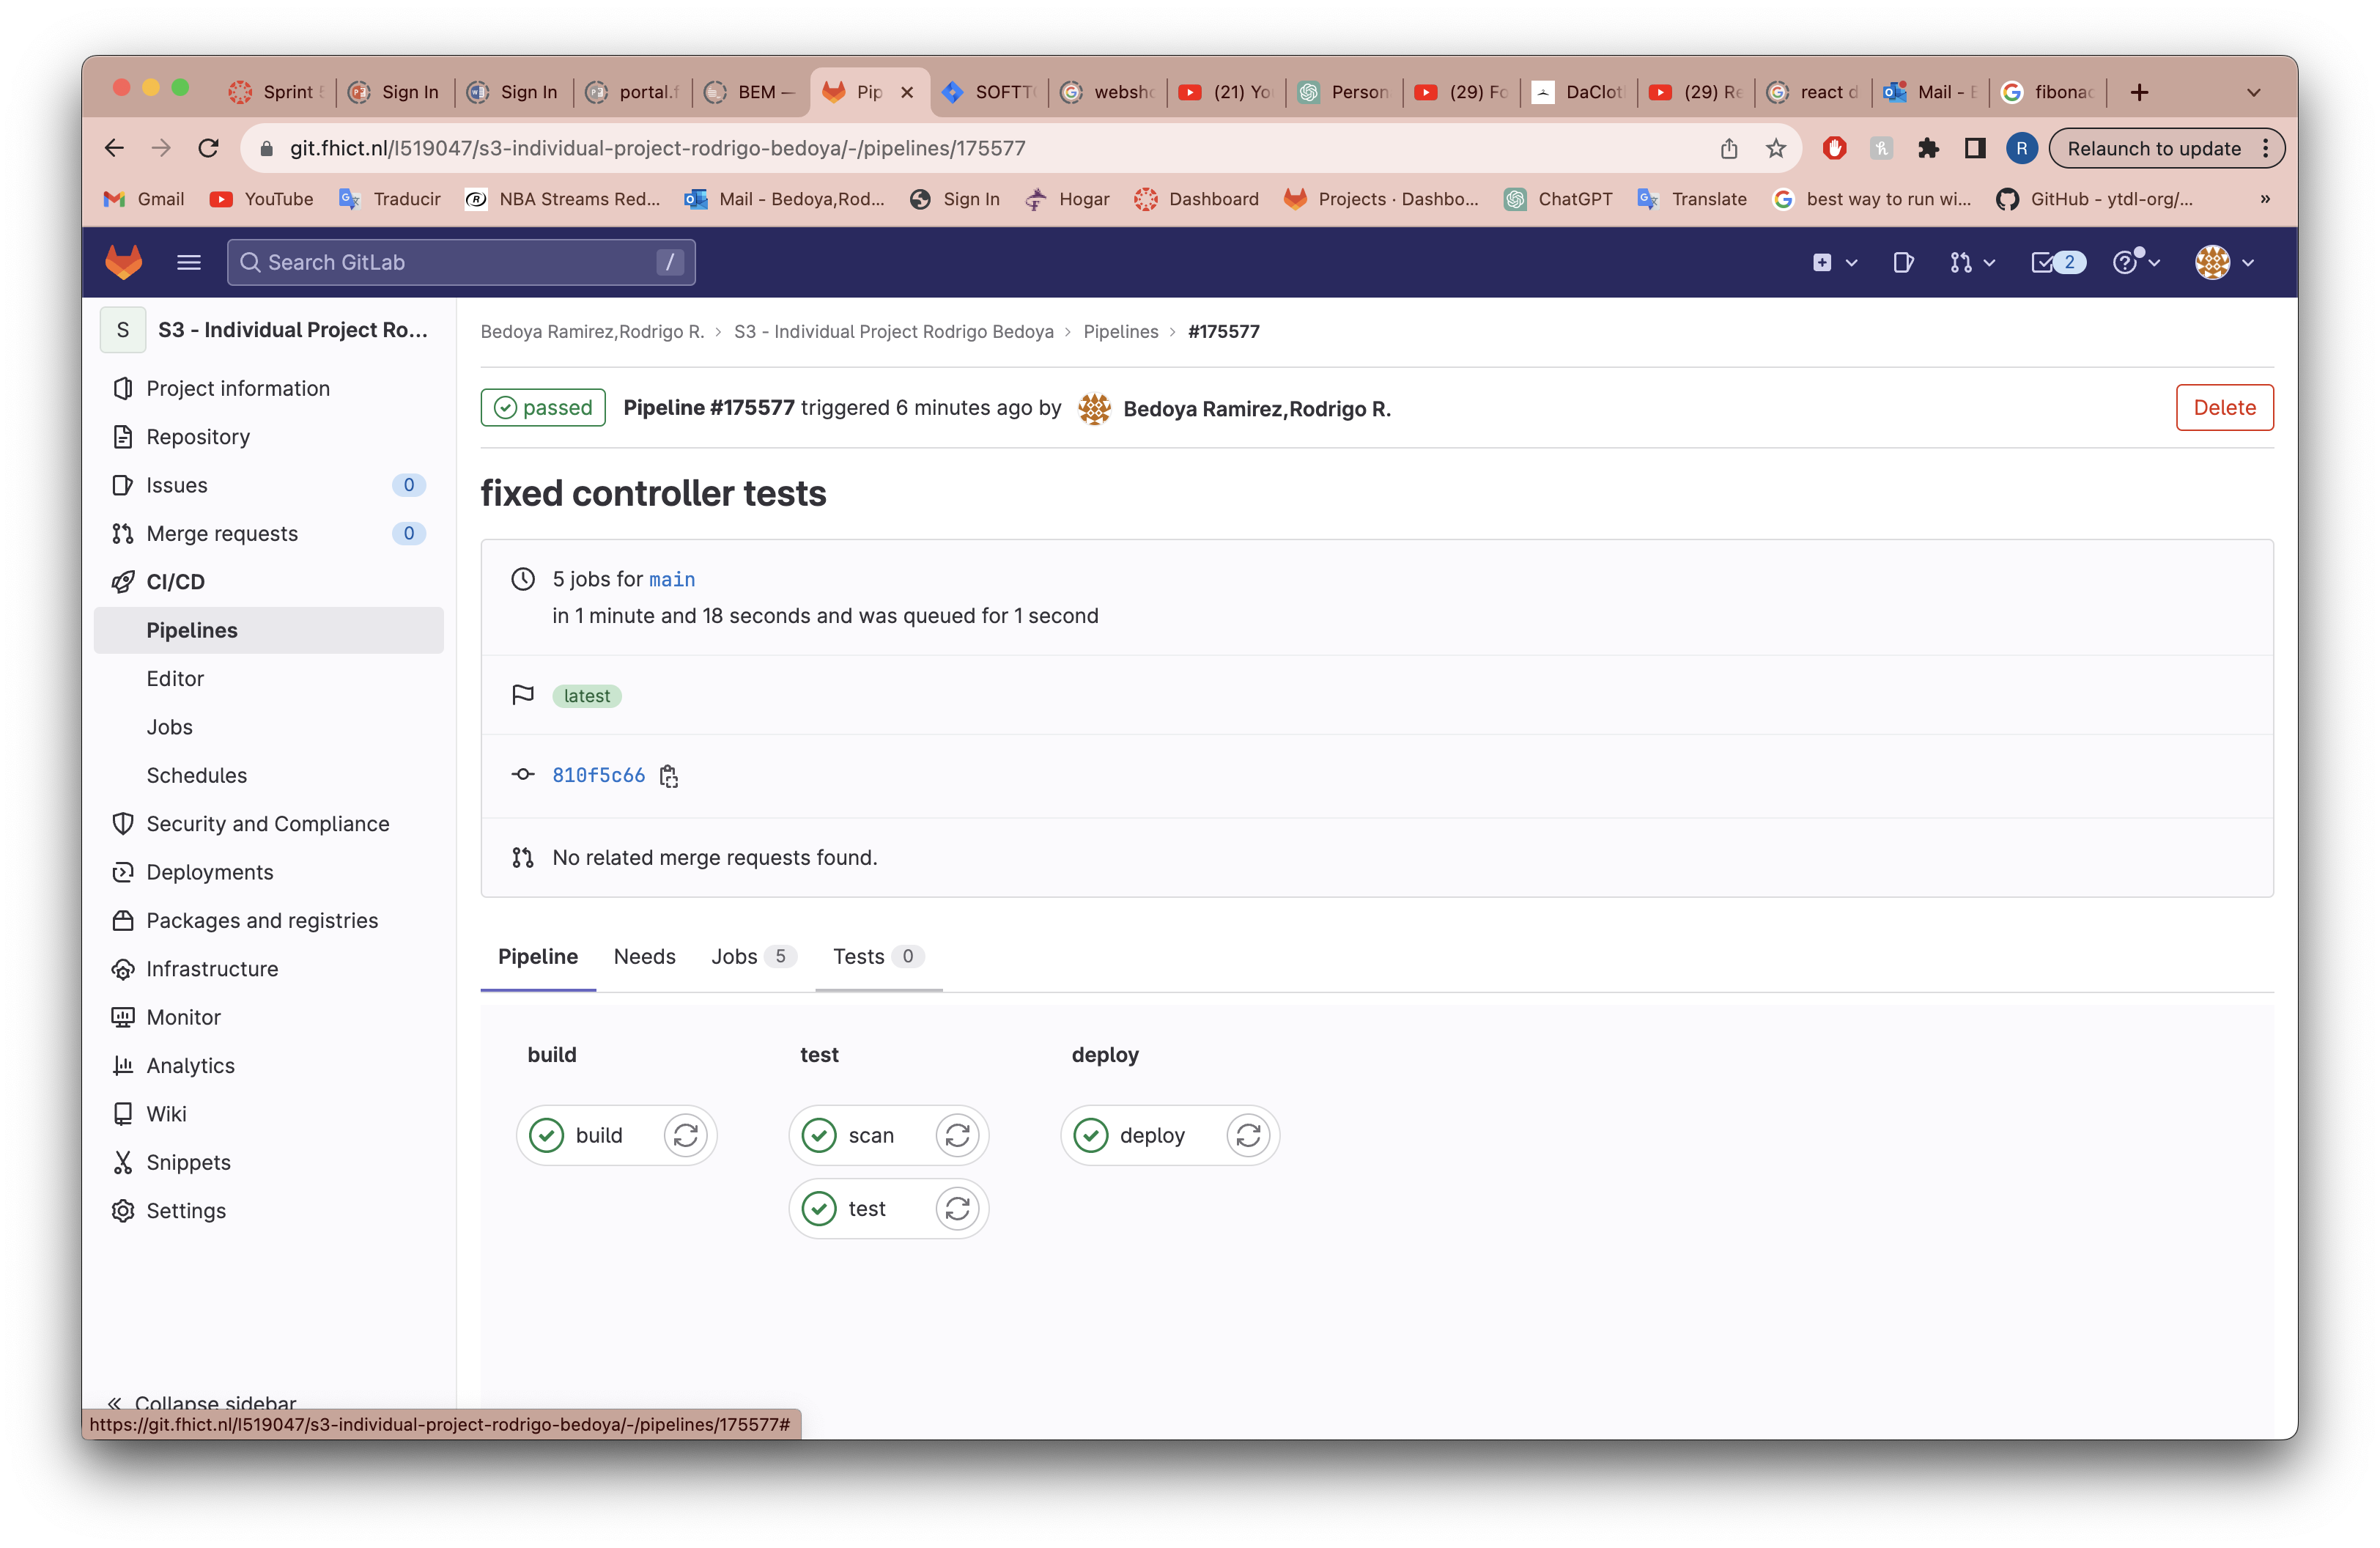 Sprint 5
Sign In
Sign In
portal.f
BEM —
Pip
SOFTT
websho
(21) Yo
Person
(29) Fo
DaClot
(29) Re
react d
Mail - B
fibonac
git.fhict.nl/I519047/s3-individual-project-rodrigo-bedoya/-/pipelines/175577
R
Relaunch to update
Gmail
YouTube
Traducir
NBA Streams Red...
Mail - Bedoya,Rod...
Sign In
Hogar
Dashboard
Projects · Dashbo...
ChatGPT
Translate
best way to run wi...
GitHub - ytdl-org/...
»
Search GitLab
/
2
S
S3 - Individual Project Ro...
Project information
Repository
Issues
0
Merge requests
0
CI/CD
Pipelines
Editor
Jobs
Schedules
Security and Compliance
Deployments
Packages and registries
Infrastructure
Monitor
Analytics
Wiki
Snippets
Settings
« Collapse sidebar
Bedoya Ramirez,Rodrigo R. › S3 - Individual Project Rodrigo Bedoya › Pipelines › #175577
passed Pipeline #175577 triggered 6 minutes ago by Bedoya Ramirez,Rodrigo R.
Delete
fixed controller tests
5 jobs for main
in 1 minute and 18 seconds and was queued for 1 second
latest
810f5c66
No related merge requests found.
Pipeline
Needs
Jobs 5
Tests 0
build
test
deploy
build
scan
deploy
test
https://git.fhict.nl/I519047/s3-individual-project-rodrigo-bedoya/-/pipelines/175577#